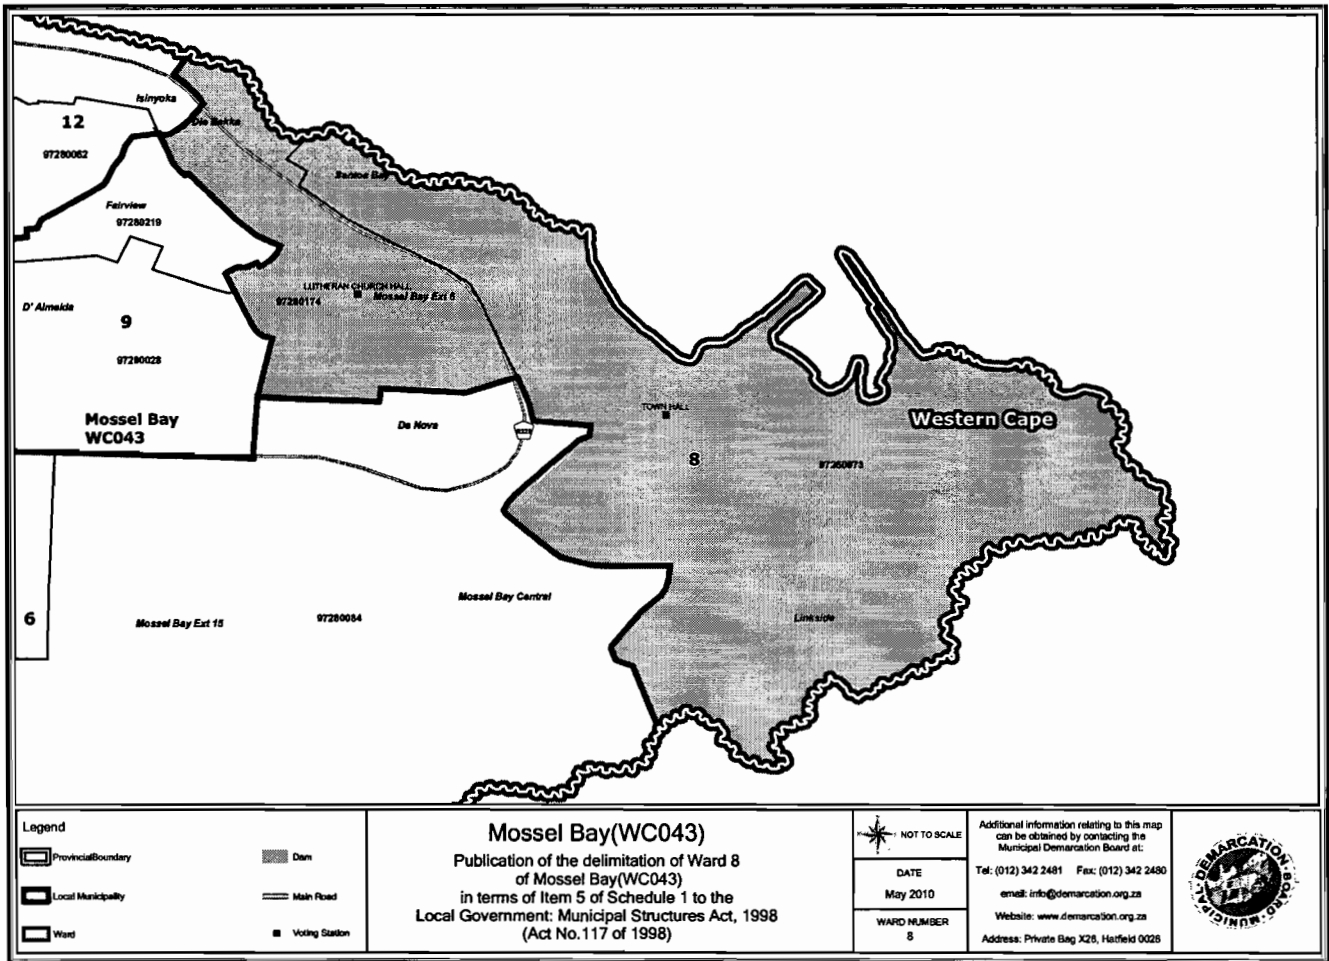 Isinyoka
12
Die Bakke
97280062
Santos Bay
Fairview
97280219
LUTHERAN CHURCH HALL
97280174
Mossel Bay Ext 6
D' Almeida
9
97280028
TOWN HALL
Mossel Bay
WC043
Western Cape
Da Nova
8
Mossel Bay Central
6
Mossel Bay Ext 15
97280084
Linkside
Legend
ProvincialBoundary
Local Municipality
Ward
Dam
Main Road
Voting Station
Mossel Bay(WC043)
Publication of the delimitation of Ward 8
of Mossel Bay(WC043)
in terms of Item 5 of Schedule 1 to the
Local Government: Municipal Structures Act, 1998
(Act No.117 of 1998)
NOT TO SCALE
DATE
May 2010
WARD NUMBER
8
Additional information relating to this map
can be obtained by contacting the
Municipal Demarcation Board at:
Tel: (012) 342 2481 Fax: (012) 342 2480
email: info@demarcation.org.za
Website: www.demarcation.org.za
Address: Private Bag X28, Hatfield 0028
MUNICIPAL DEMARCATION BOARD